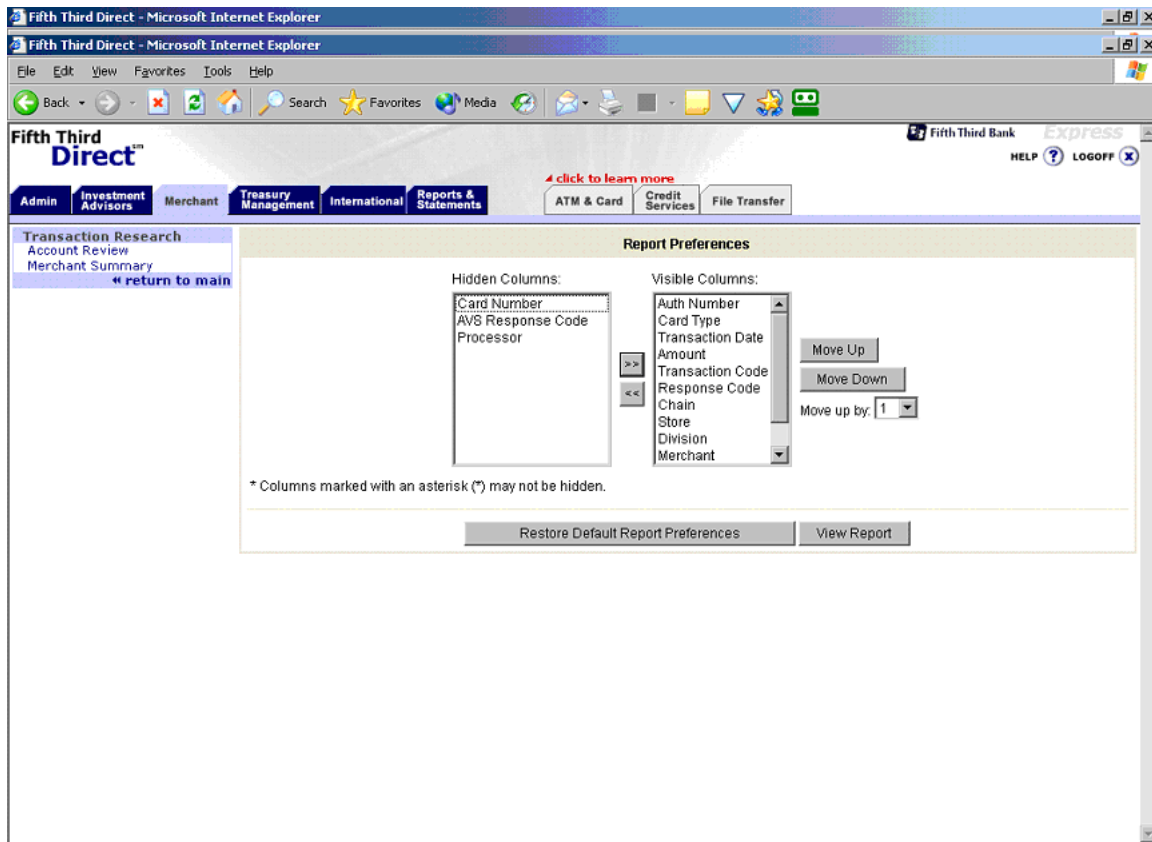 Fifth Third Direct - Microsoft Internet Explorer
Fifth Third Direct - Microsoft Internet Explorer
File Edit View Favorites Tools Help
Back Search Favorites Media
Fifth Third
Direct℠
Fifth Third Bank Express
HELP ? LOGOFF X
click to learn more
Admin Investment Advisors Merchant Treasury Management International Reports & Statements ATM & Card Credit Services File Transfer
Transaction Research
Account Review
Merchant Summary
return to main
Report Preferences
Hidden Columns:
Card Number
AVS Response Code
Processor
>>
<<
Visible Columns:
Auth Number
Card Type
Transaction Date
Amount
Transaction Code
Response Code
Chain
Store
Division
Merchant
Move Up
Move Down
Move up by: 1
* Columns marked with an asterisk (*) may not be hidden.
Restore Default Report Preferences View Report